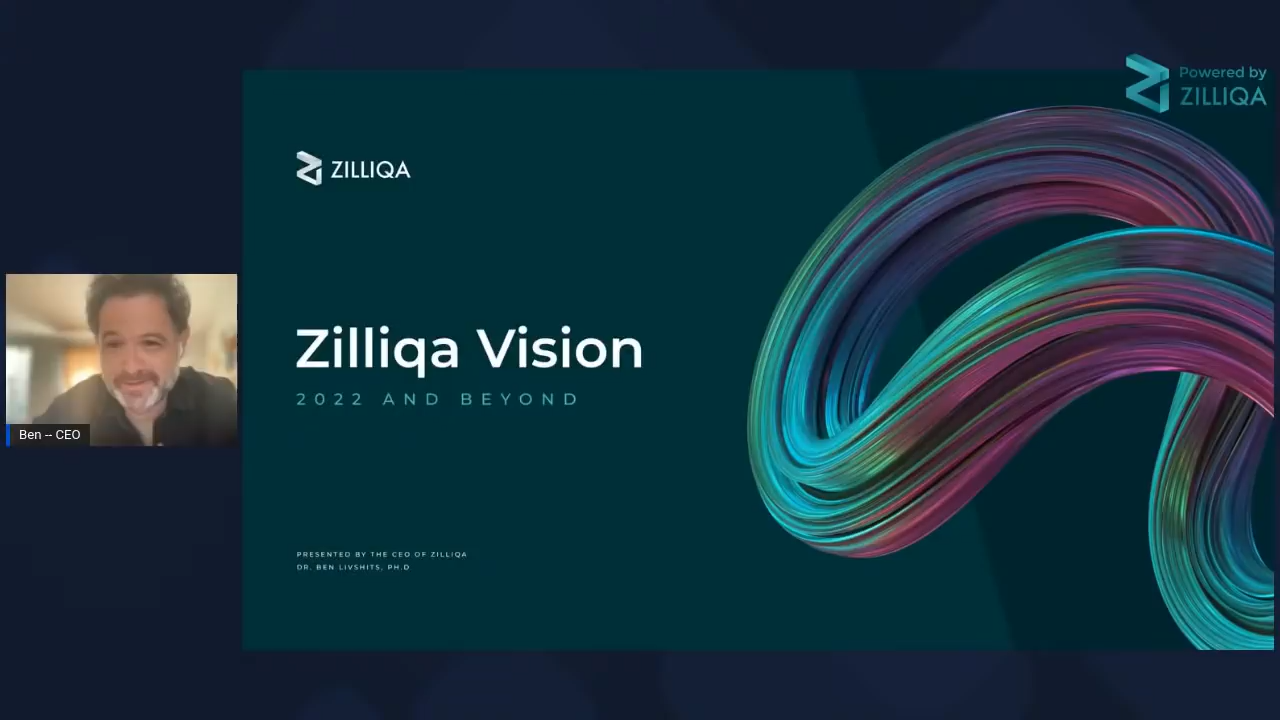 Powered by
ZILLIQA
ZILLIQA
Zilliqa Vision
2022 AND BEYOND
Ben -- CEO
PRESENTED BY THE CEO OF ZILLIQA
DR. BEN LIVSHITS, PH.D